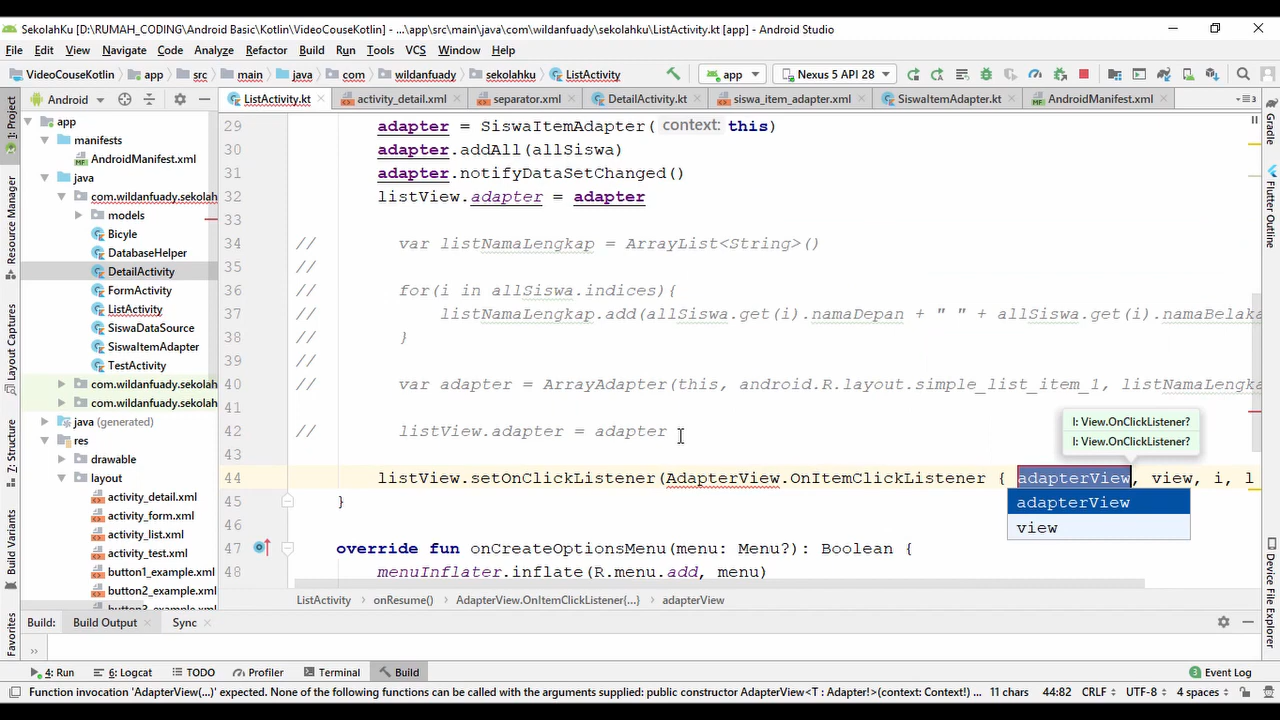 SekolahKu [D:\RUMAH_CODING\Android Basic\Kotlin\VideoCouseKotlin] - ...\app\src\main\java\com\wildanfuady\sekolahku\ListActivity.kt [app] - Android Studio
File Edit View Navigate Code Analyze Refactor Build Run Tools VCS Window Help
VideoCouseKotlin app src main java com wildanfuady sekolahku ListActivity app Nexus 5 API 28
Android ListActivity.kt activity_detail.xml separator.xml DetailActivity.kt siswa_item_adapter.xml SiswaItemAdapter.kt AndroidManifest.xml
1: Project
Resource Manager
Layout Captures
7: Structure
Build Variants
Favorites
app
manifests
AndroidManifest.xml
java
com.wildanfuady.sekolah
models
Bicyle
DatabaseHelper
DetailActivity
FormActivity
ListActivity
SiswaDataSource
SiswaItemAdapter
TestActivity
com.wildanfuady.sekolah
com.wildanfuady.sekolah
java (generated)
res
drawable
layout
activity_detail.xml
activity_form.xml
activity_list.xml
activity_test.xml
button1_example.xml
button2_example.xml
button3_example.xml
29 adapter = SiswaItemAdapter( context: this)
30 adapter.addAll(allSiswa)
31 adapter.notifyDataSetChanged()
32 listView.adapter = adapter
33
34 // var listNamaLengkap = ArrayList<String>()
35 //
36 // for(i in allSiswa.indices){
37 // listNamaLengkap.add(allSiswa.get(i).namaDepan + " " + allSiswa.get(i).namaBelaka
38 // }
39 //
40 // var adapter = ArrayAdapter(this, android.R.layout.simple_list_item_1, listNamaLengka
41
42 // listView.adapter = adapter
43
I: View.OnClickListener?
I: View.OnClickListener?
44 listView.setOnClickListener(AdapterView.OnItemClickListener { adapterView, view, i, l
adapterView
view
45 }
46
47 override fun onCreateOptionsMenu(menu: Menu?): Boolean {
48 menuInflater.inflate(R.menu.add, menu)
ListActivity onResume() AdapterView.OnItemClickListener{...} adapterView
Gradle
Flutter Outline
Device File Explorer
Build: Build Output Sync
4: Run 6: Logcat TODO Profiler Terminal Build 3 Event Log
Function invocation 'AdapterView(...)' expected. None of the following functions can be called with the arguments supplied: public constructor AdapterView<T : Adapter!>(context: Context!) ... 11 chars 44:82 CRLF UTF-8 4 spaces